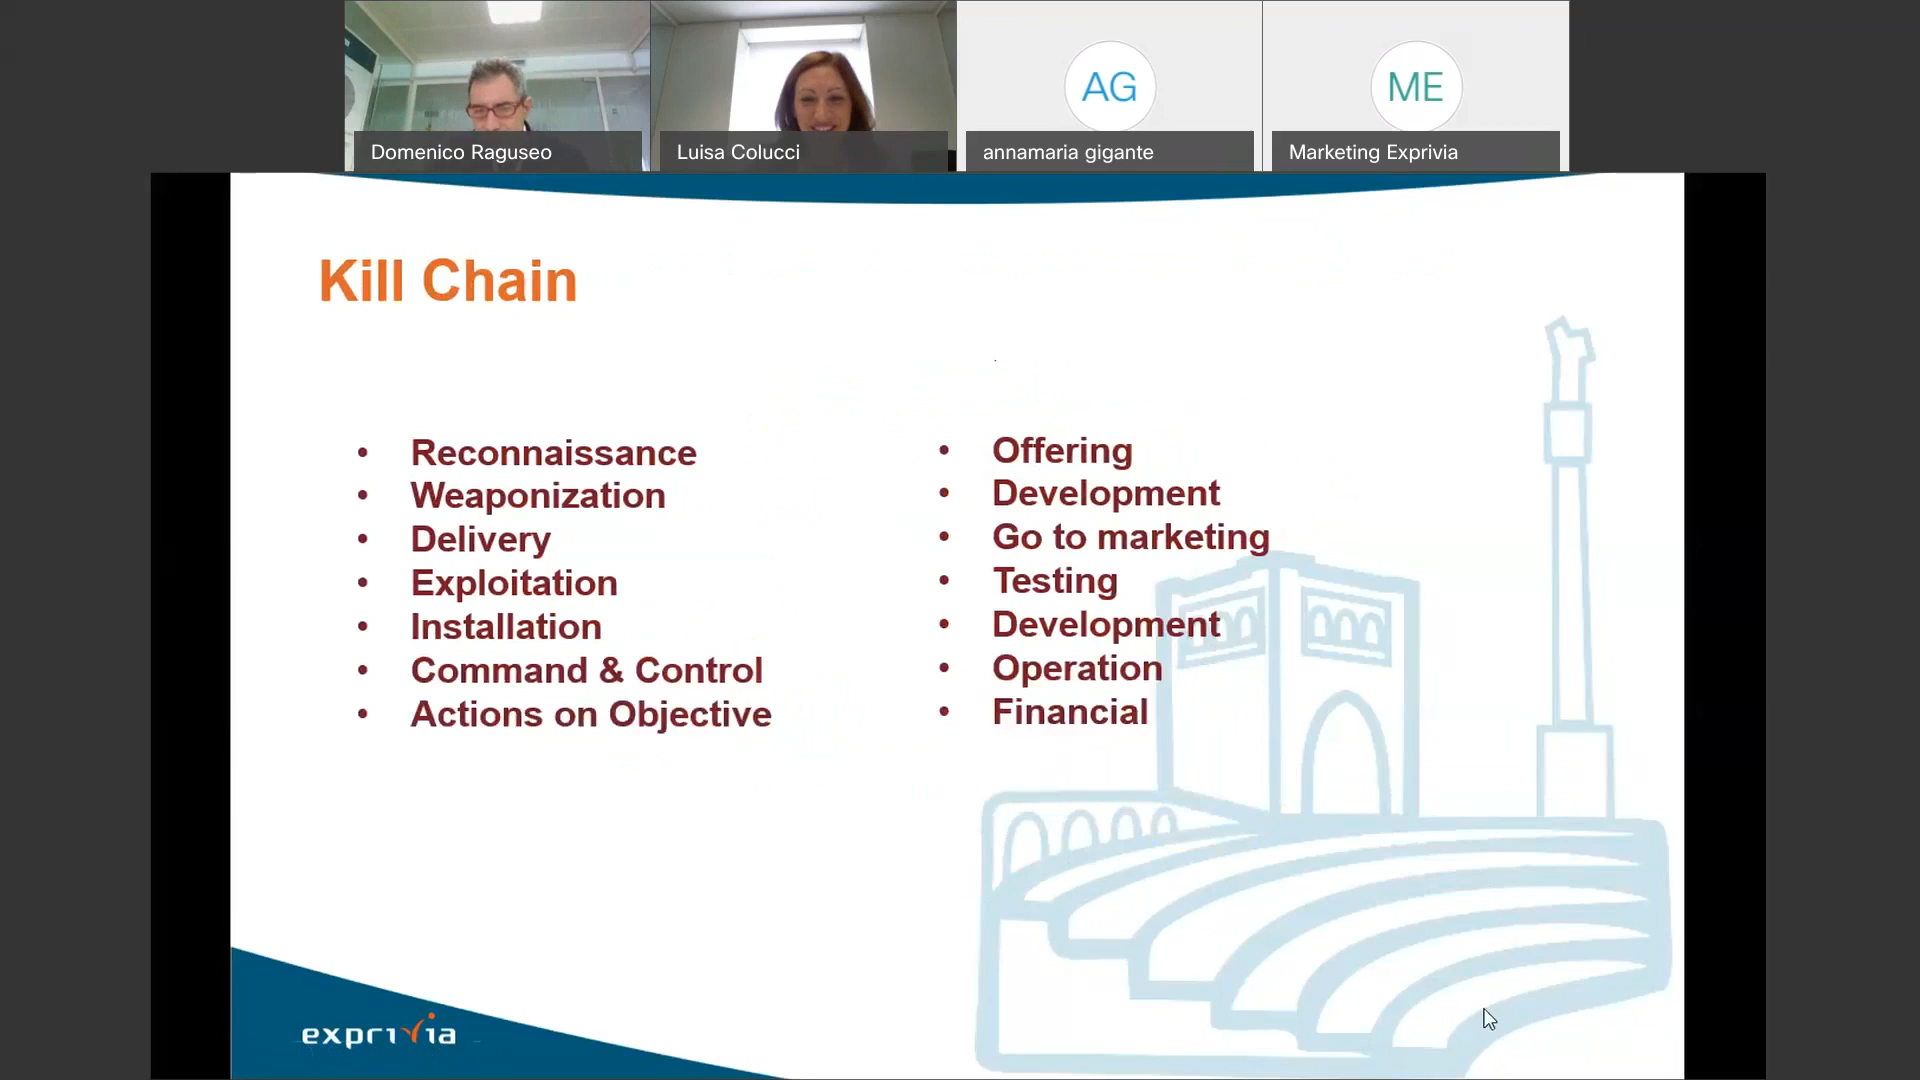 Domenico Raguseo
Luisa Colucci
AG
annamaria gigante
ME
Marketing Exprivia
Kill Chain
• Reconnaissance
• Weaponization
• Delivery
• Exploitation
• Installation
• Command & Control
• Actions on Objective
• Offering
• Development
• Go to marketing
• Testing
• Development
• Operation
• Financial
exprivia